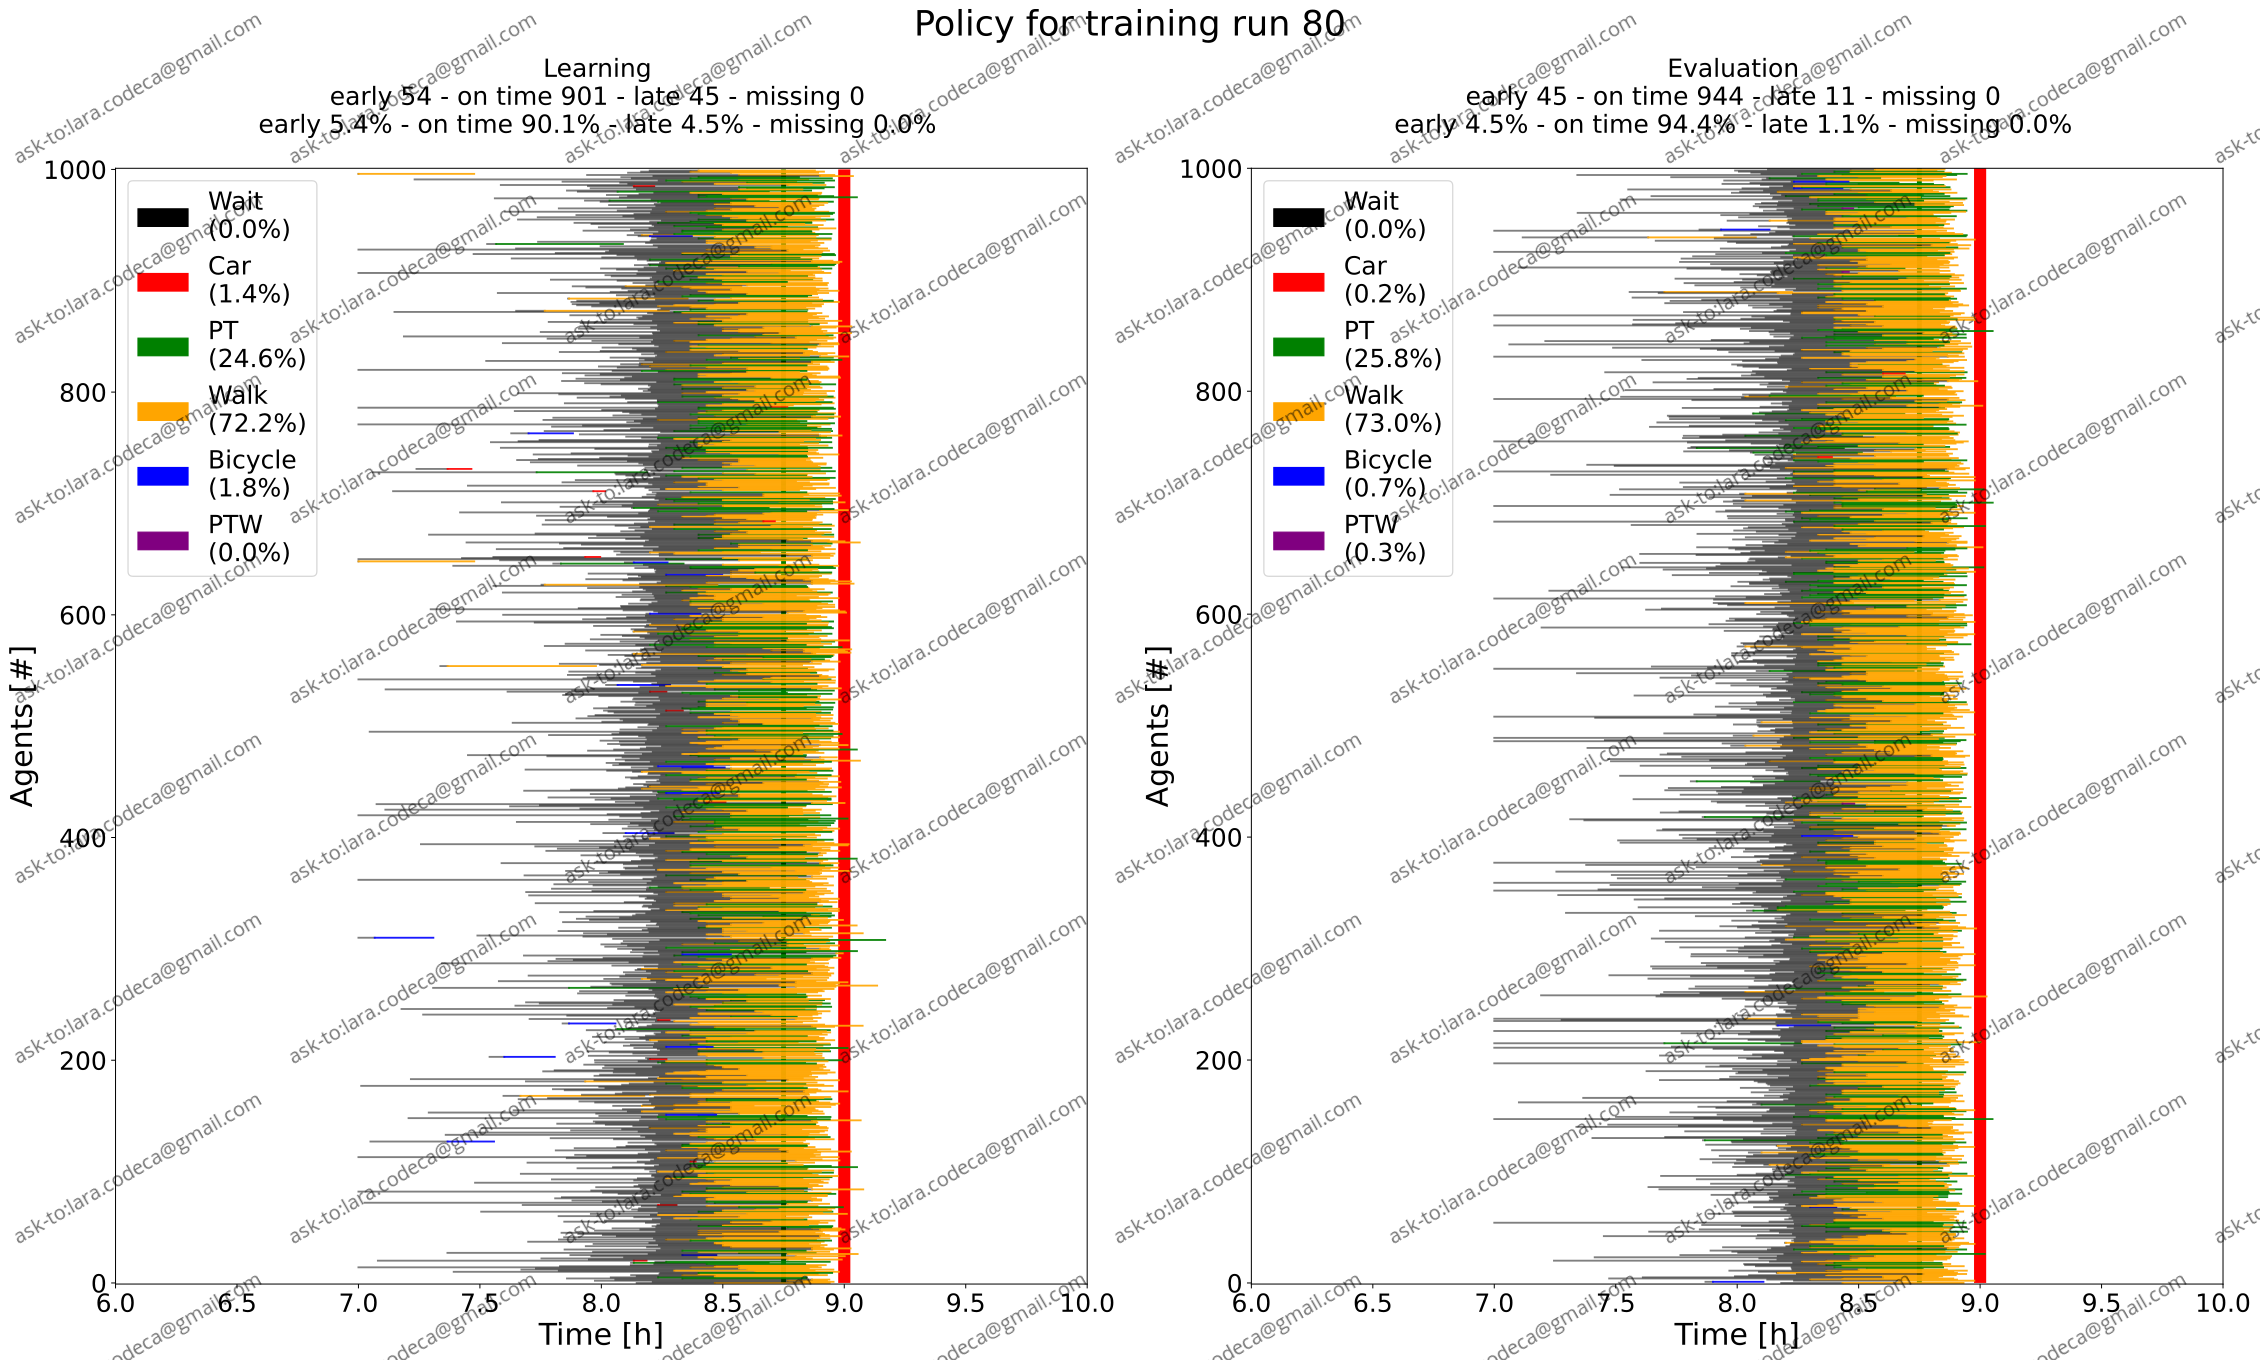 Policy for training run 80
Learning
early 54 - on time 901 - late 45 - missing 0
early 5.4% - on time 90.1% - late 4.5% - missing 0.0%
Wait
(0.0%)
Car
(1.4%)
PT
(24.6%)
Walk
(72.2%)
Bicycle
(1.8%)
PTW
(0.0%)
1000
800
600
400
200
0
Agents [#]
6.0 6.5 7.0 7.5 8.0 8.5 9.0 9.5 10.0
Time [h]
Evaluation
early 45 - on time 944 - late 11 - missing 0
early 4.5% - on time 94.4% - late 1.1% - missing 0.0%
Wait
(0.0%)
Car
(0.2%)
PT
(25.8%)
Walk
(73.0%)
Bicycle
(0.7%)
PTW
(0.3%)
1000
800
600
400
200
0
Agents [#]
6.0 6.5 7.0 7.5 8.0 8.5 9.0 9.5 10.0
Time [h]
ask-to:lara.codeca@gmail.com